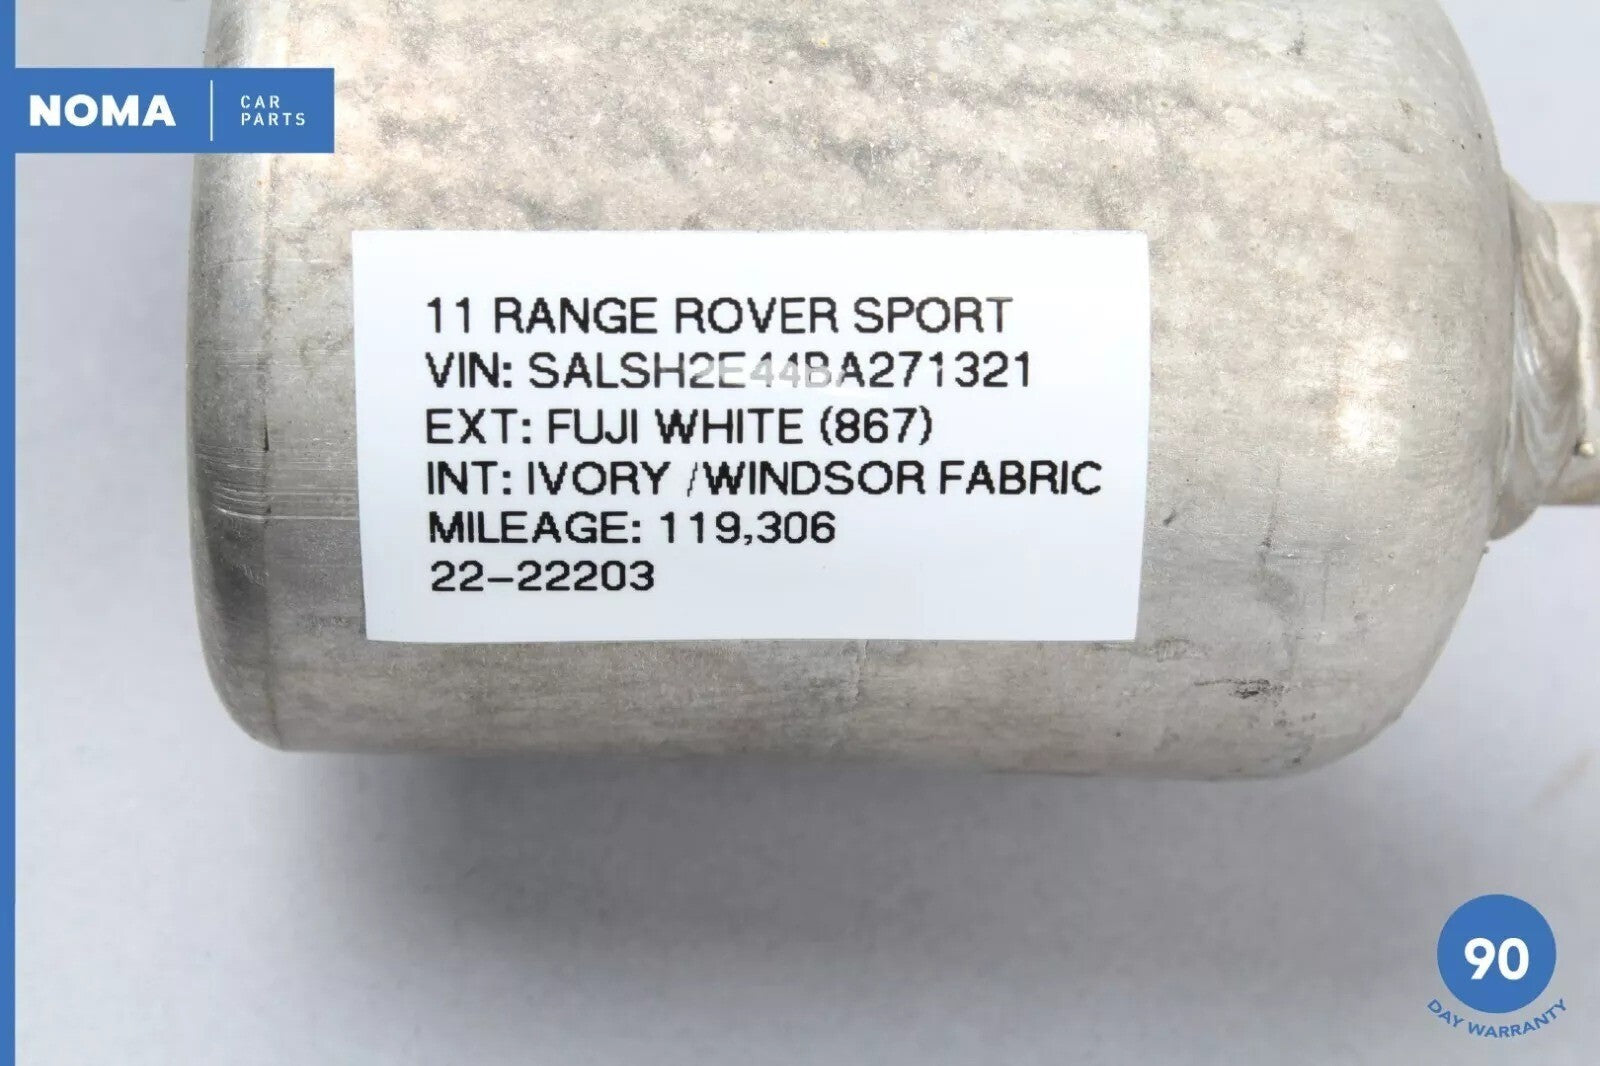 NOMA
CAR
PARTS
11 RANGE ROVER SPORT
VIN: SALSH2E44BA271321
EXT: FUJI WHITE (867)
INT: IVORY /WINDSOR FABRIC
MILEAGE: 119,306
22-22203
90
DAY WARRANTY